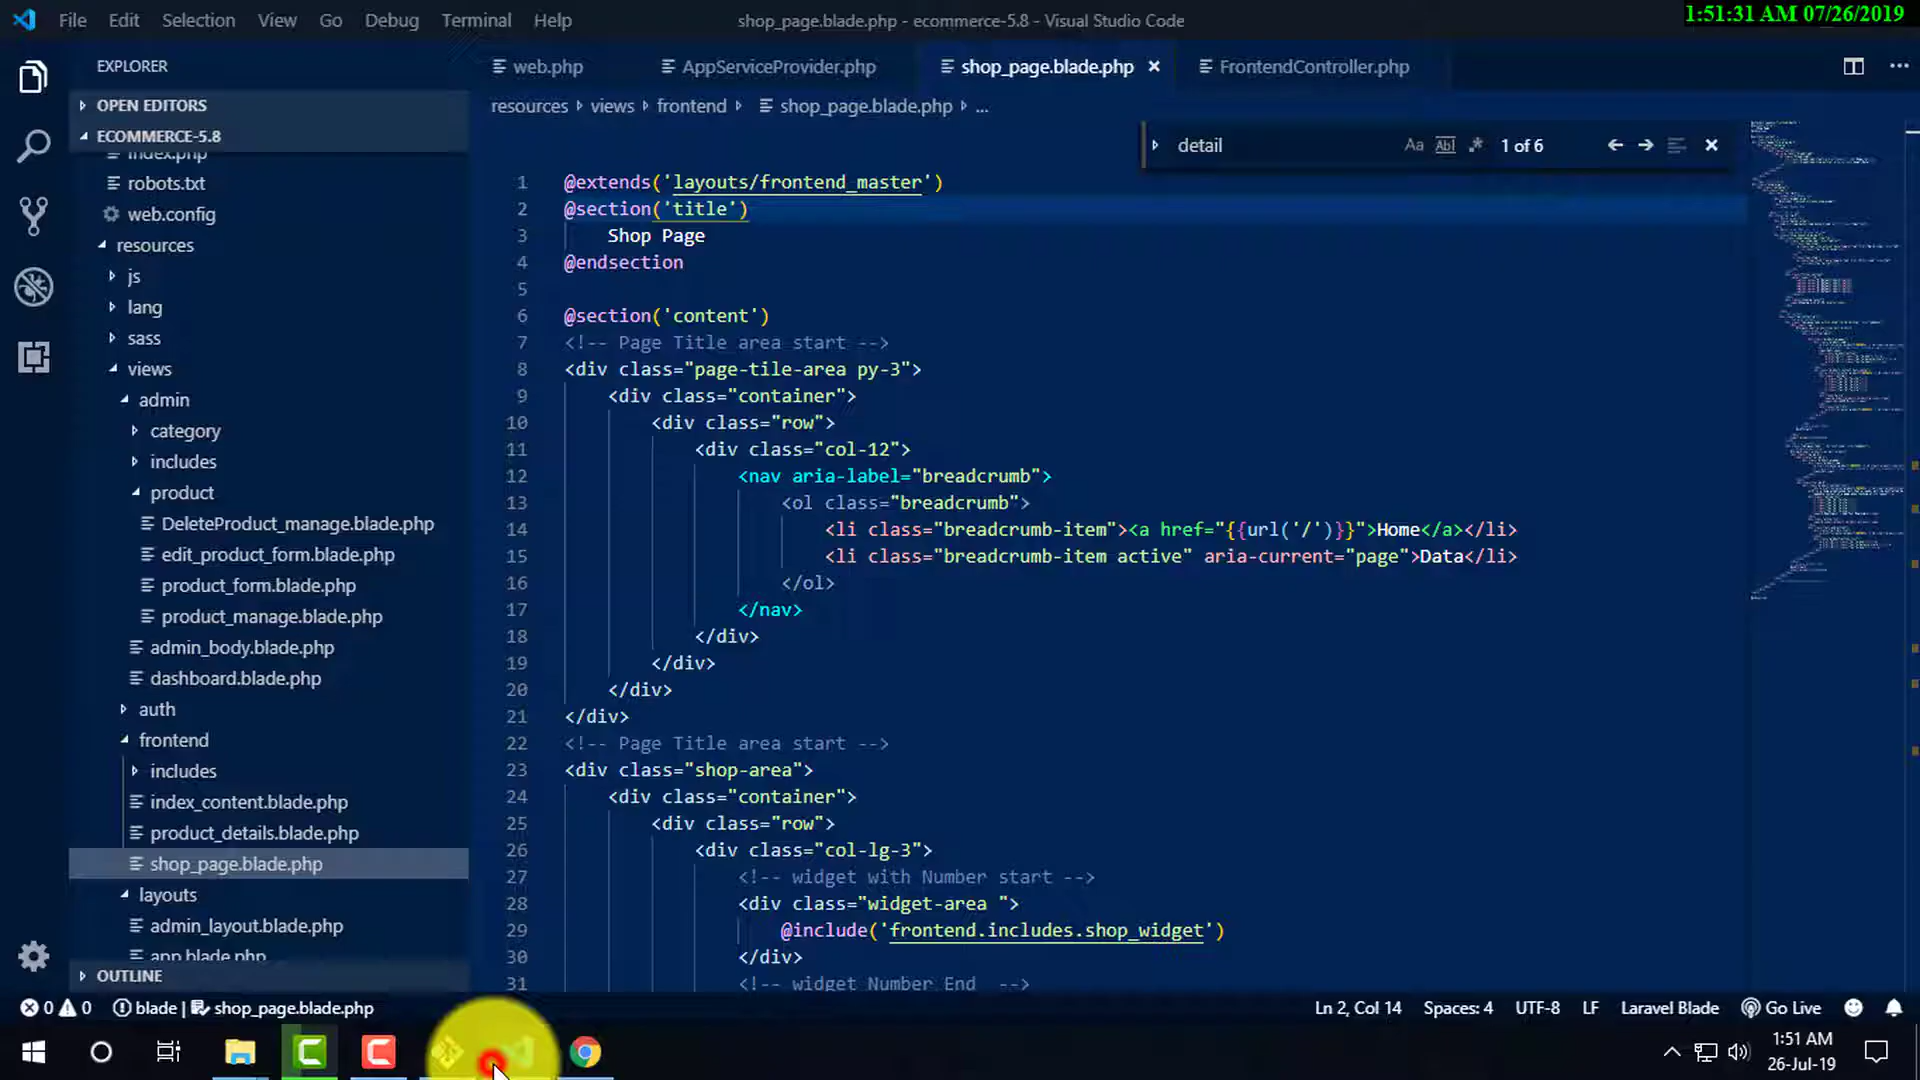 File Edit Selection View Go Debug Terminal Help
shop_page.blade.php - ecommerce-5.8 - Visual Studio Code
1:51:31 AM 07/26/2019
EXPLORER
OPEN EDITORS
ECOMMERCE-5.8
index.php
robots.txt
web.config
resources
js
lang
sass
views
admin
category
includes
product
DeleteProduct_manage.blade.php
edit_product_form.blade.php
product_form.blade.php
product_manage.blade.php
admin_body.blade.php
dashboard.blade.php
auth
frontend
includes
index_content.blade.php
product_details.blade.php
shop_page.blade.php
layouts
admin_layout.blade.php
app.blade.php
OUTLINE
web.php AppServiceProvider.php shop_page.blade.php × FrontendController.php
resources views frontend shop_page.blade.php ...
detail Aa Abl .* 1 of 6
1 @extends('layouts/frontend_master')
2 @section('title')
3 Shop Page
4 @endsection
5
6 @section('content')
7 <!-- Page Title area start -->
8 <div class="page-tile-area py-3">
9 <div class="container">
10 <div class="row">
11 <div class="col-12">
12 <nav aria-label="breadcrumb">
13 <ol class="breadcrumb">
14 <li class="breadcrumb-item"><a href="{{url('/')}}">Home</a></li>
15 <li class="breadcrumb-item active" aria-current="page">Data</li>
16 </ol>
17 </nav>
18 </div>
19 </div>
20 </div>
21 </div>
22 <!-- Page Title area start -->
23 <div class="shop-area">
24 <div class="container">
25 <div class="row">
26 <div class="col-lg-3">
27 <!-- widget with Number start -->
28 <div class="widget-area ">
29 @include('frontend.includes.shop_widget')
30 </div>
31 <!-- widget Number End -->
0 0 blade | shop_page.blade.php
Ln 2, Col 14 Spaces: 4 UTF-8 LF Laravel Blade Go Live
1:51 AM
26-Jul-19